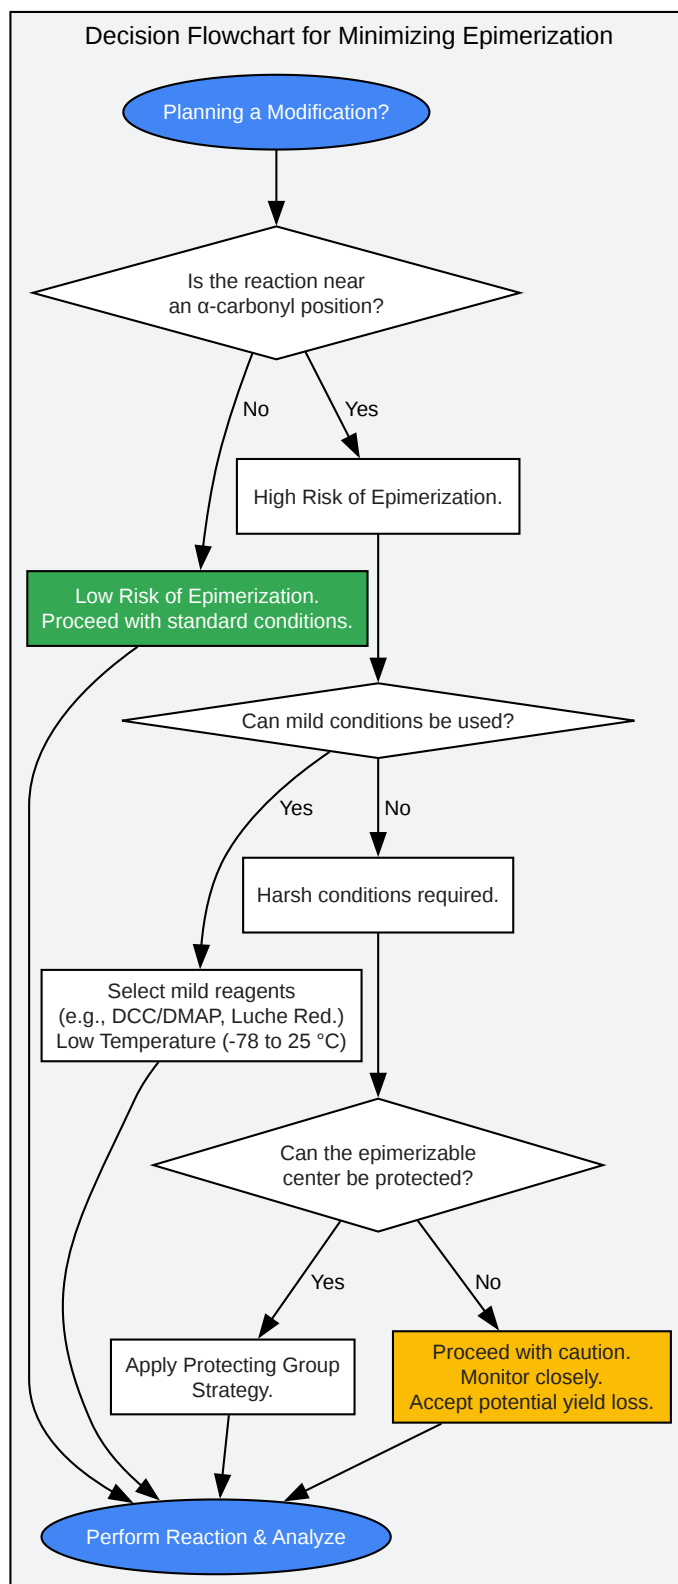 Decision Flowchart for Minimizing Epimerization
Planning a Modification?
Is the reaction near
an α-carbonyl position?
No
Yes
High Risk of Epimerization.
Low Risk of Epimerization.
Proceed with standard conditions.
Can mild conditions be used?
Yes
No
Harsh conditions required.
Select mild reagents
(e.g., DCC/DMAP, Luche Red.)
Low Temperature (-78 to 25 °C)
Can the epimerizable
center be protected?
Yes
No
Apply Protecting Group
Strategy.
Proceed with caution.
Monitor closely.
Accept potential yield loss.
Perform Reaction & Analyze